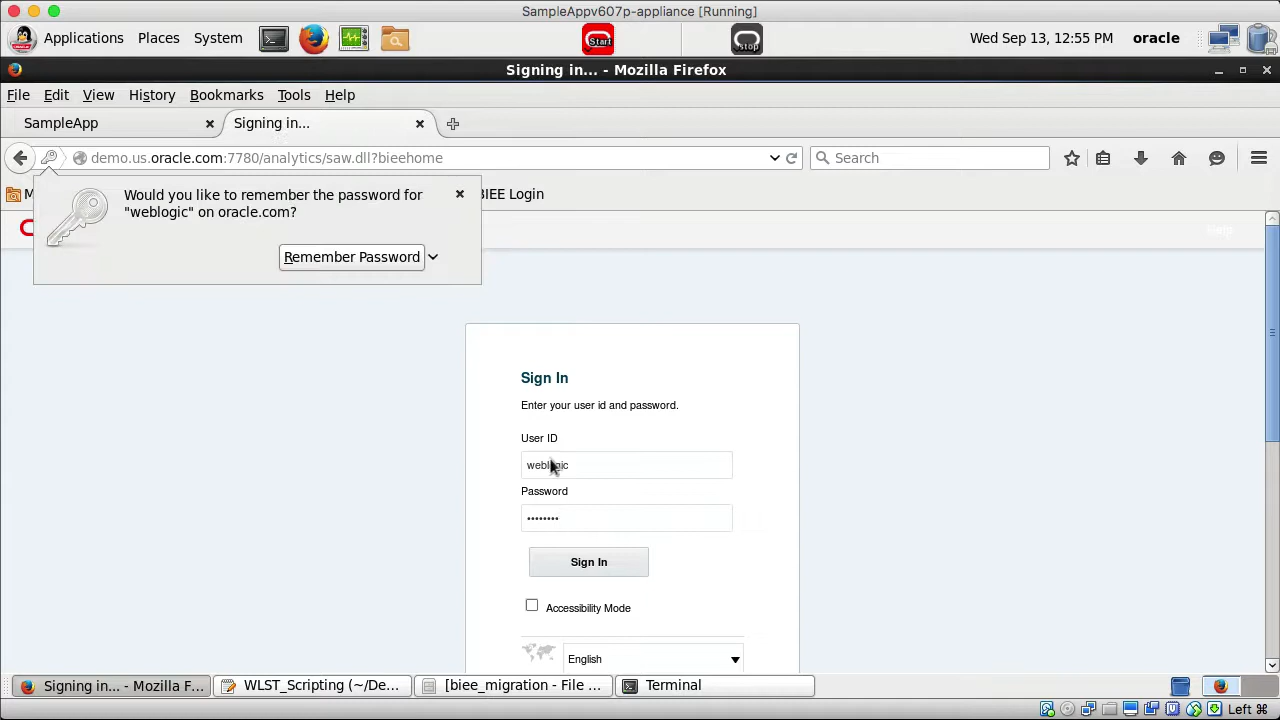 SampleAppv607p-appliance [Running]
Applications Places System Start stop Wed Sep 13, 12:55 PM oracle
Signing in... - Mozilla Firefox
File Edit View History Bookmarks Tools Help
SampleApp Signing in...
demo.us.oracle.com:7780/analytics/saw.dll?bieehome Search
M BIEE Login
Would you like to remember the password for
"weblogic" on oracle.com?
Remember Password
Help
Sign In
Enter your user id and password.
User ID
weblogic
Password
••••••••
Sign In
Accessibility Mode
English
Signing in... - Mozilla F... WLST_Scripting (~/De... [biee_migration - File ... Terminal
Left ⌘